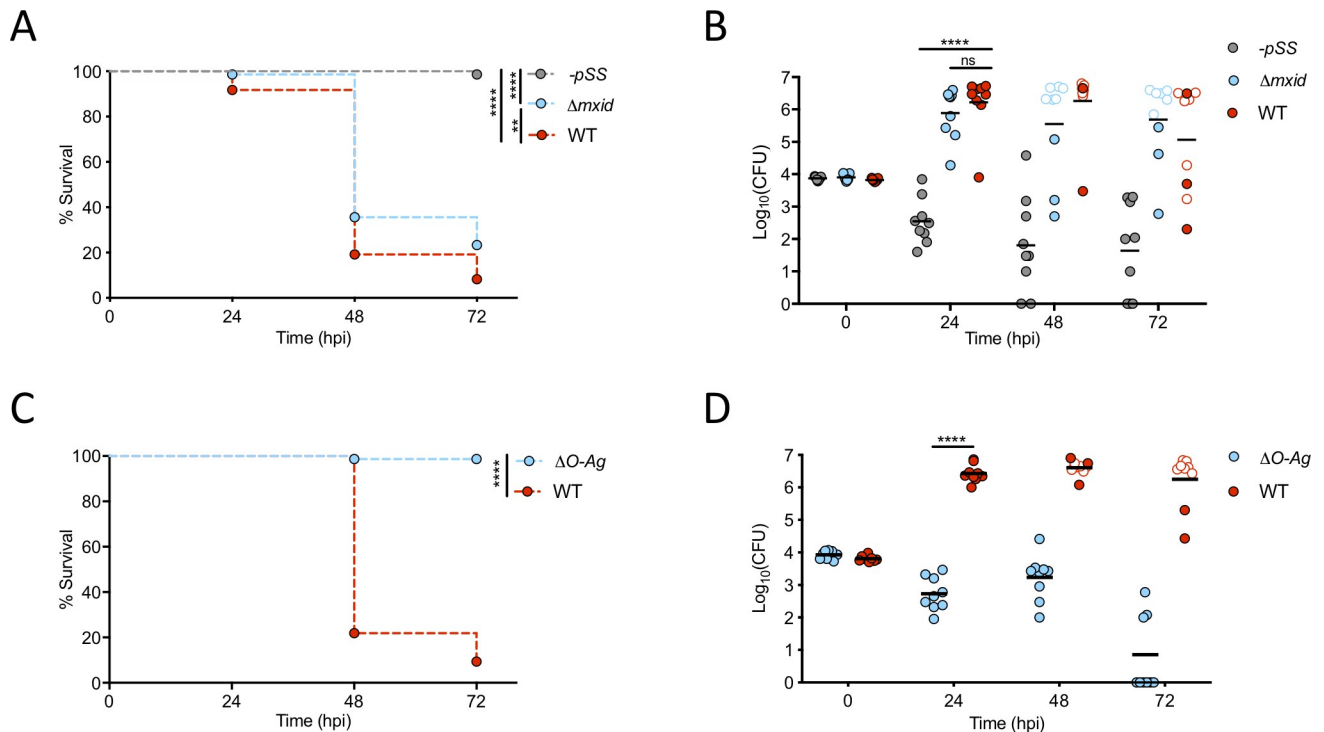 A
% Survival
100
80
60
40
20
0
0 24 48 72
Time (hpi)
**** **** **
-pSS
Δmxid
WT
B
Log10(CFU)
7
6
5
4
3
2
1
0
****
ns
0 24 48 72
Time (hpi)
-pSS
Δmxid
WT
C
% Survival
100
80
60
40
20
0
0 24 48 72
Time (hpi)
****
ΔO-Ag
WT
D
Log10(CFU)
7
6
5
4
3
2
1
0
****
0 24 48 72
Time (hpi)
ΔO-Ag
WT